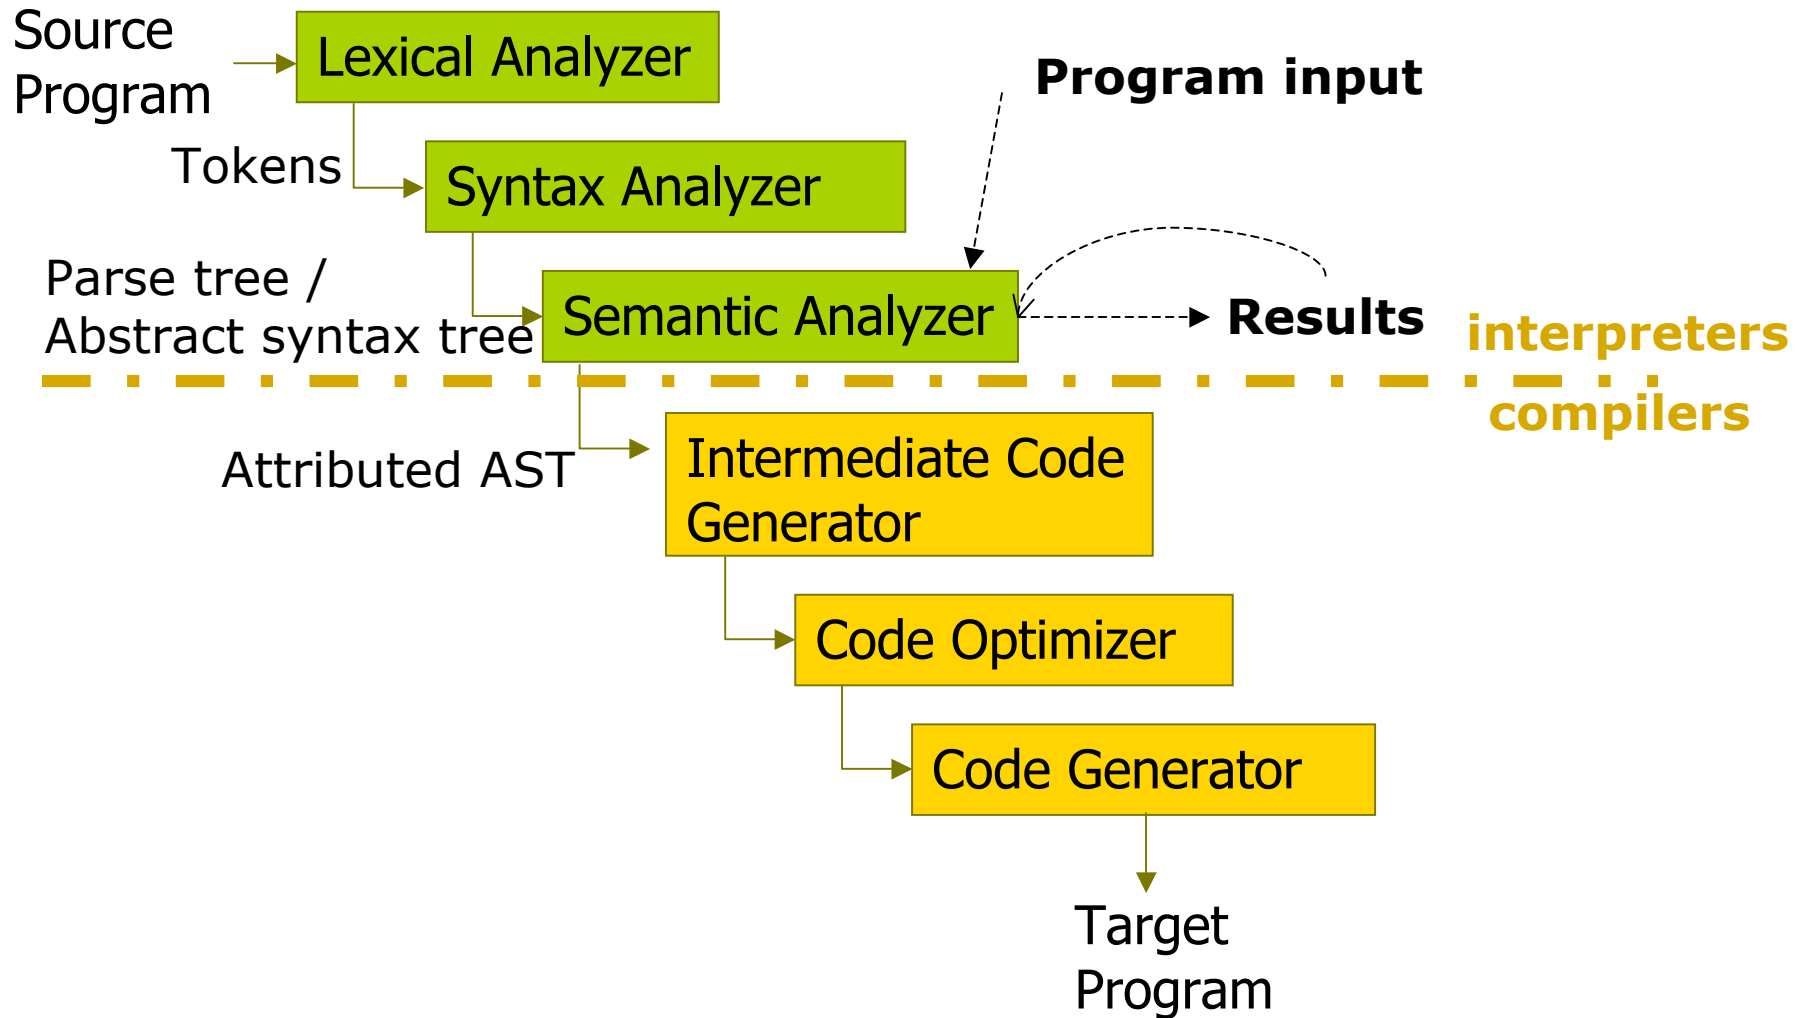 Source
Program
Lexical Analyzer
Program input
Tokens
Syntax Analyzer
Parse tree /
Abstract syntax tree
Semantic Analyzer
Results
interpreters
compilers
Attributed AST
Intermediate Code
Generator
Code Optimizer
Code Generator
Target
Program